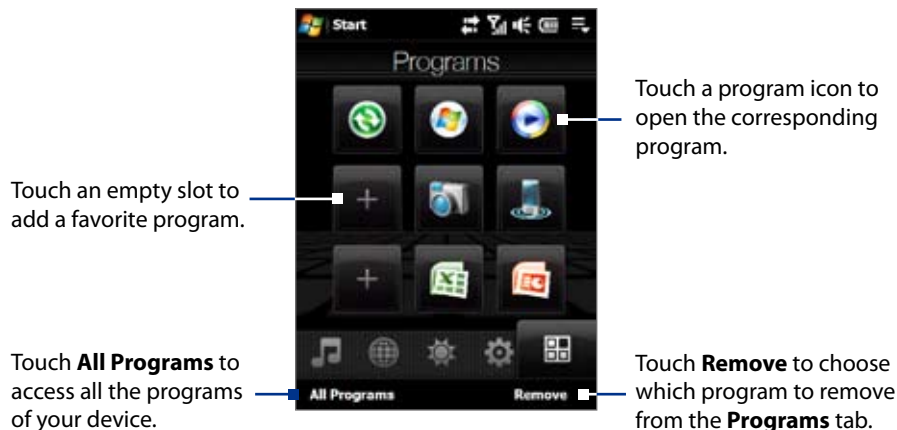 Start
Programs
Touch a program icon to
open the corresponding
program.
Touch an empty slot to
add a favorite program.
Touch All Programs to
access all the programs
of your device.
All Programs
Remove
Touch Remove to choose
which program to remove
from the Programs tab.